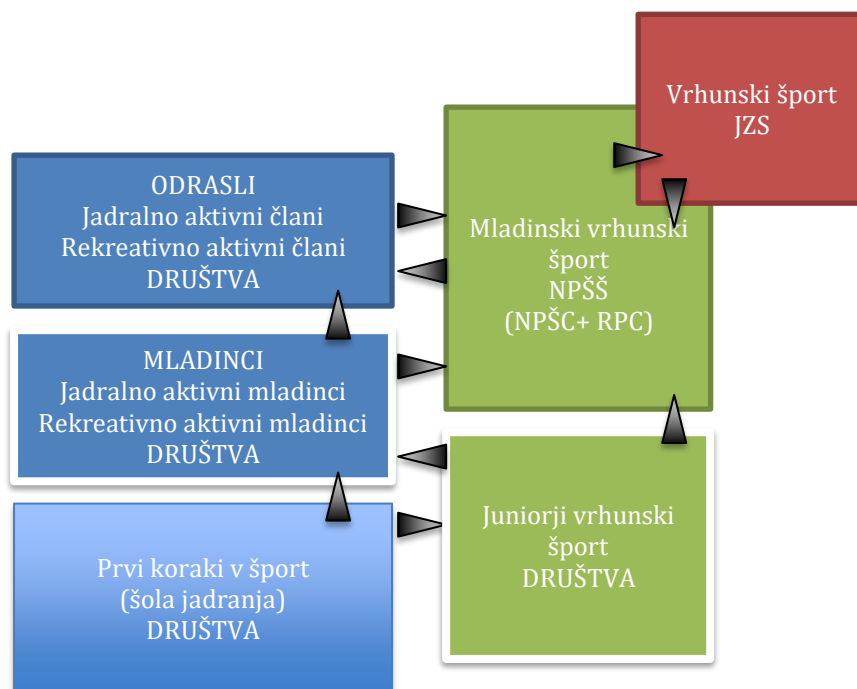 Vrhunski šport
JZS
ODRASLI
Jadralno aktivni člani
Rekreativno aktivni člani
DRUŠTVA
Mladinski vrhunski
šport
NPŠŠ
(NPŠC+ RPC)
MLADINCI
Jadralno aktivni mladinci
Rekreativno aktivni mladinci
DRUŠTVA
Juniorji vrhunski
šport
DRUŠTVA
Prvi koraki v šport
(šola jadranja)
DRUŠTVA